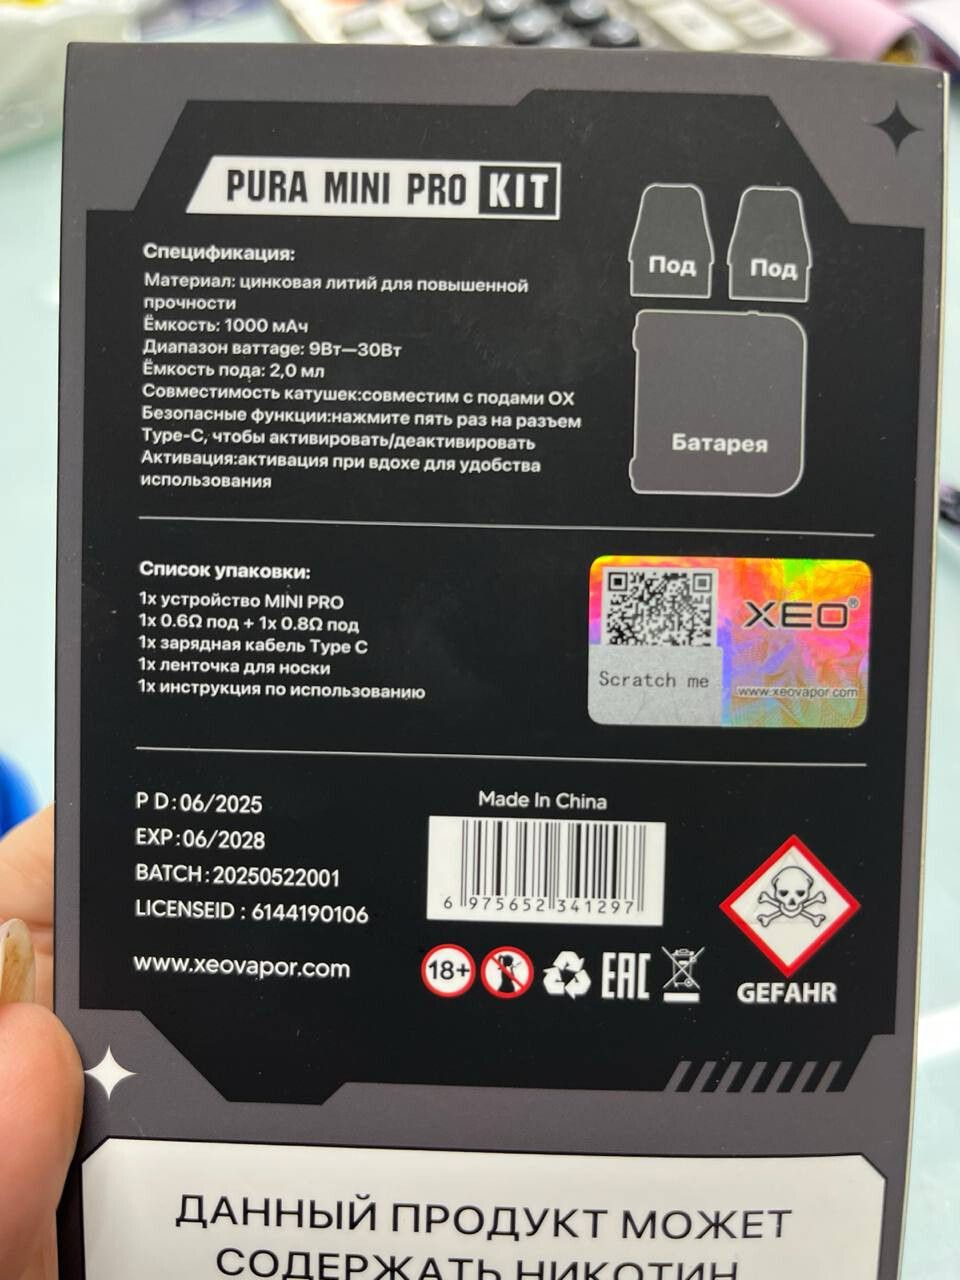 PURA MINI PRO KIT
Спецификация:
Материал: цинковая литий для повышенной
прочности
Ёмкость: 1000 мАч
Диапазон ваттаge: 9Вт—30Вт
Ёмкость пода: 2,0 мл
Совместимость катушек:совместим с подами OX
Безопасные функции:нажмите пять раз на разъем
Type-C, чтобы активировать/деактивировать
Активация:активация при вдохе для удобства
использования
Под
Под
Батарея
Список упаковки:
1x устройство MINI PRO
1x 0.6Ω под + 1x 0.8Ω под
1x зарядная кабель Type C
1x ленточка для носки
1x инструкция по использованию
XEO®
Scratch me
www.xeovapor.com
P D:06/2025
EXP:06/2028
BATCH:20250522001
LICENSEID : 6144190106
www.xeovapor.com
Made In China
6 975652 341297
18+
EAC
GEFAHR
ДАННЫЙ ПРОДУКТ МОЖЕТ
СОДЕРЖАТЬ НИКОТИН